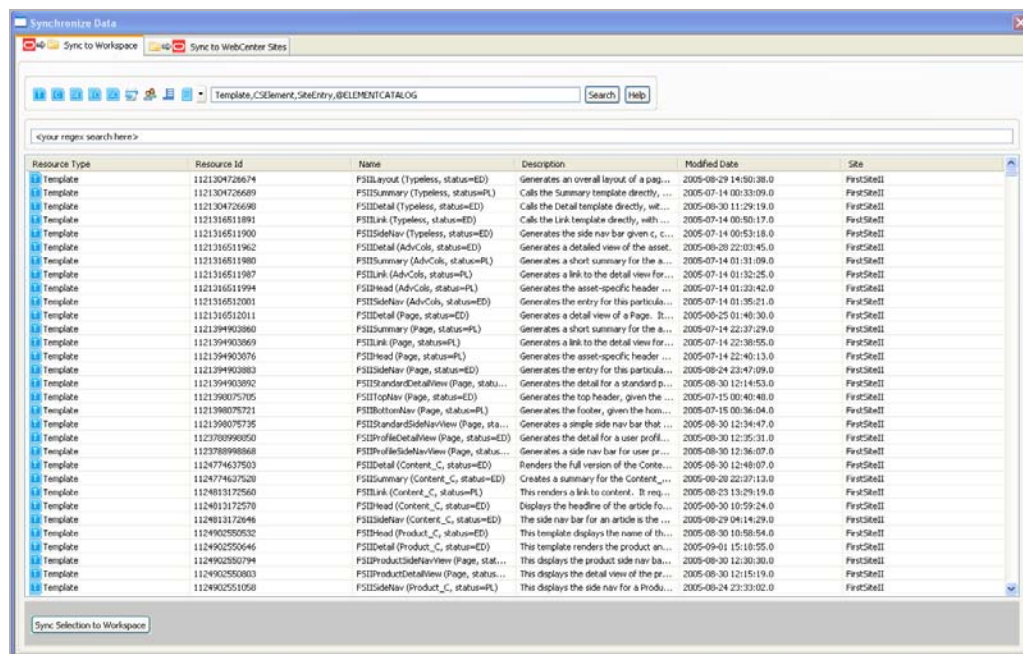 Synchronize Data
Sync to Workspace Sync to WebCenter Sites
Template,CSElement,SiteEntry,@ELEMENTCATALOG Search Help
<your regex search here>
Resource Type Resource Id Name Description Modified Date Site
Template 1121304726674 FSIILayout (Typeless, status=ED) Generates an overall layout of a pag... 2005-08-29 14:50:38.0 FirstSiteII
Template 1121304726689 FSIISummary (Typeless, status=PL) Calls the Summary template directly, ... 2005-07-14 00:33:09.0 FirstSiteII
Template 1121304726698 FSIIDetail (Typeless, status=ED) Calls the Detail template directly, wit... 2005-08-30 11:29:19.0 FirstSiteII
Template 1121316511891 FSIILink (Typeless, status=ED) Calls the Link template directly, with ... 2005-07-14 00:50:17.0 FirstSiteII
Template 1121316511900 FSIISideNav (Typeless, status=ED) Generates the side nav bar given c, c... 2005-07-14 00:53:18.0 FirstSiteII
Template 1121316511962 FSIIDetail (AdvCols, status=ED) Generates a detailed view of the asset. 2005-08-28 22:03:45.0 FirstSiteII
Template 1121316511980 FSIISummary (AdvCols, status=PL) Generates a short summary for the a... 2005-07-14 01:31:09.0 FirstSiteII
Template 1121316511987 FSIILink (AdvCols, status=PL) Generates a link to the detail view for... 2005-07-14 01:32:25.0 FirstSiteII
Template 1121316511994 FSIIHead (AdvCols, status=PL) Generates the asset-specific header ... 2005-07-14 01:33:42.0 FirstSiteII
Template 1121316512001 FSIISideNav (AdvCols, status=ED) Generates the entry for this particula... 2005-07-14 01:35:21.0 FirstSiteII
Template 1121316512011 FSIIDetail (Page, status=ED) Generates a detail view of a Page. It... 2005-08-25 01:40:30.0 FirstSiteII
Template 1121394903860 FSIISummary (Page, status=PL) Generates a short summary for the a... 2005-07-14 22:37:29.0 FirstSiteII
Template 1121394903869 FSIILink (Page, status=PL) Generates a link to the detail view for... 2005-07-14 22:38:55.0 FirstSiteII
Template 1121394903876 FSIIHead (Page, status=PL) Generates the asset-specific header ... 2005-07-14 22:40:13.0 FirstSiteII
Template 1121394903883 FSIISideNav (Page, status=ED) Generates the entry for this particula... 2005-08-24 23:47:09.0 FirstSiteII
Template 1121394903892 FSIIStandardDetailView (Page, statu... Generates the detail for a standard p... 2005-08-30 12:14:53.0 FirstSiteII
Template 1121398075705 FSIITopNav (Page, status=ED) Generates the top header, given the ... 2005-07-15 00:40:48.0 FirstSiteII
Template 1121398075721 FSIIBottomNav (Page, status=PL) Generates the footer, given the hom... 2005-07-15 00:36:04.0 FirstSiteII
Template 1121398075735 FSIIStandardSideNavView (Page, sta... Generates a simple side nav bar that ... 2005-08-30 12:34:47.0 FirstSiteII
Template 1123788998850 FSIIProfileDetailView (Page, status=ED) Generates the detail for a user profil... 2005-08-30 12:35:31.0 FirstSiteII
Template 1123788998868 FSIIProfileSideNavView (Page, status=ED) Generates a side nav bar for user pr... 2005-08-30 12:36:07.0 FirstSiteII
Template 1124774637503 FSIIDetail (Content_C, status=ED) Renders the full version of the Conte... 2005-08-30 12:48:07.0 FirstSiteII
Template 1124774637528 FSIISummary (Content_C, status=ED) Creates a summary for the Content_... 2005-08-28 22:37:13.0 FirstSiteII
Template 1124813172560 FSIILink (Content_C, status=PL) This renders a link to content. It req... 2005-08-23 13:29:19.0 FirstSiteII
Template 1124813172578 FSIIHead (Content_C, status=ED) Displays the headline of the article fo... 2005-08-30 10:59:24.0 FirstSiteII
Template 1124813172646 FSIISideNav (Content_C, status=ED) The side nav bar for an article is the ... 2005-08-29 04:14:29.0 FirstSiteII
Template 1124902550532 FSIIHead (Product_C, status=ED) This template displays the name of th... 2005-08-30 10:58:54.0 FirstSiteII
Template 1124902550646 FSIIDetail (Product_C, status=ED) This template renders the product an... 2005-09-01 15:10:55.0 FirstSiteII
Template 1124902550794 FSIIProductSideNavView (Page, stat... This displays the product side nav ba... 2005-08-30 12:30:30.0 FirstSiteII
Template 1124902550803 FSIIProductDetailView (Page, status... This displays the detail view of the pr... 2005-08-30 12:15:19.0 FirstSiteII
Template 1124902551058 FSIISideNav (Product_C, status=PL) This displays the side nav for a Produ... 2005-08-24 23:33:02.0 FirstSiteII
Sync Selection to Workspace